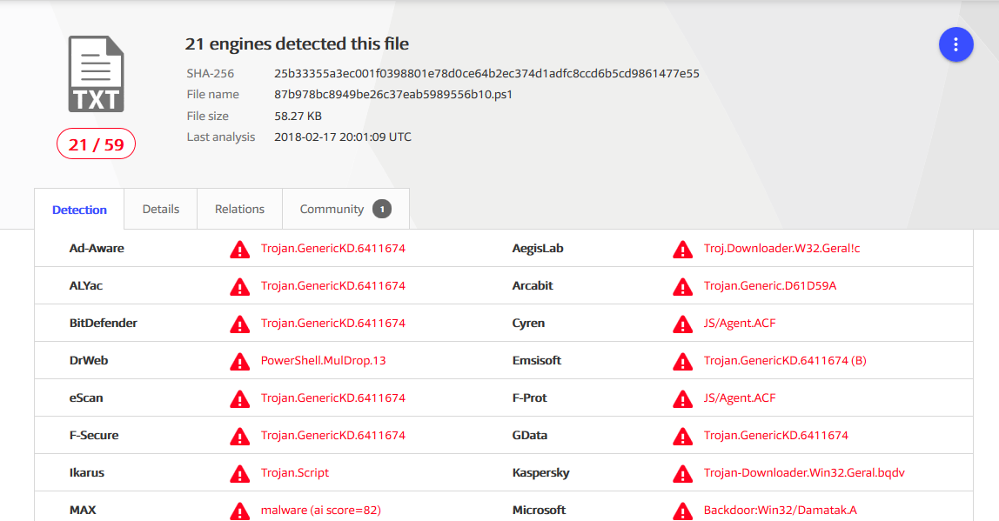 21 engines detected this file
SHA-256 25b33355a3ec001f0398801e78d0ce64b2ec374d1adfc8ccd6b5cd9861477e55
File name 87b978bc8949be26c37eab5989556b10.ps1
File size 58.27 KB
Last analysis 2018-02-17 20:01:09 UTC
TXT
21 / 59
Detection Details Relations Community 1
Ad-Aware Trojan.GenericKD.6411674 AegisLab Troj.Downloader.W32.Geral!c
ALYac Trojan.GenericKD.6411674 Arcabit Trojan.Generic.D61D59A
BitDefender Trojan.GenericKD.6411674 Cyren JS/Agent.ACF
DrWeb PowerShell.MulDrop.13 Emsisoft Trojan.GenericKD.6411674 (B)
eScan Trojan.GenericKD.6411674 F-Prot JS/Agent.ACF
F-Secure Trojan.GenericKD.6411674 GData Trojan.GenericKD.6411674
Ikarus Trojan.Script Kaspersky Trojan-Downloader.Win32.Geral.bqdv
MAX malware (ai score=82) Microsoft Backdoor:Win32/Damatak.A